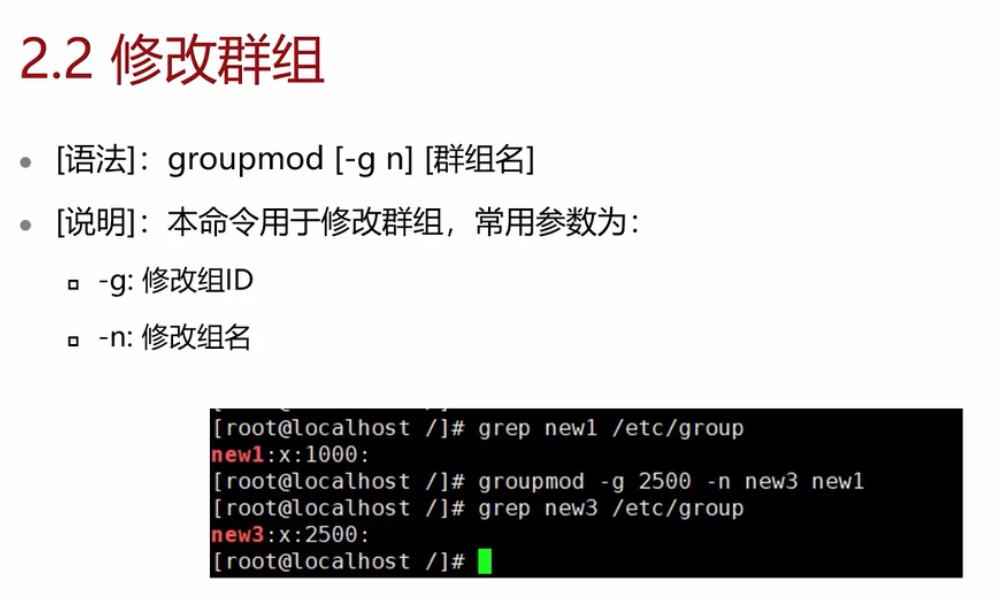 2.2 修改群组
• [语法]：groupmod [-g n] [群组名]
• [说明]：本命令用于修改群组，常用参数为：
▫ -g: 修改组ID
▫ -n: 修改组名
[root@localhost /]# grep new1 /etc/group
new1:x:1000:
[root@localhost /]# groupmod -g 2500 -n new3 new1
[root@localhost /]# grep new3 /etc/group
new3:x:2500:
[root@localhost /]#